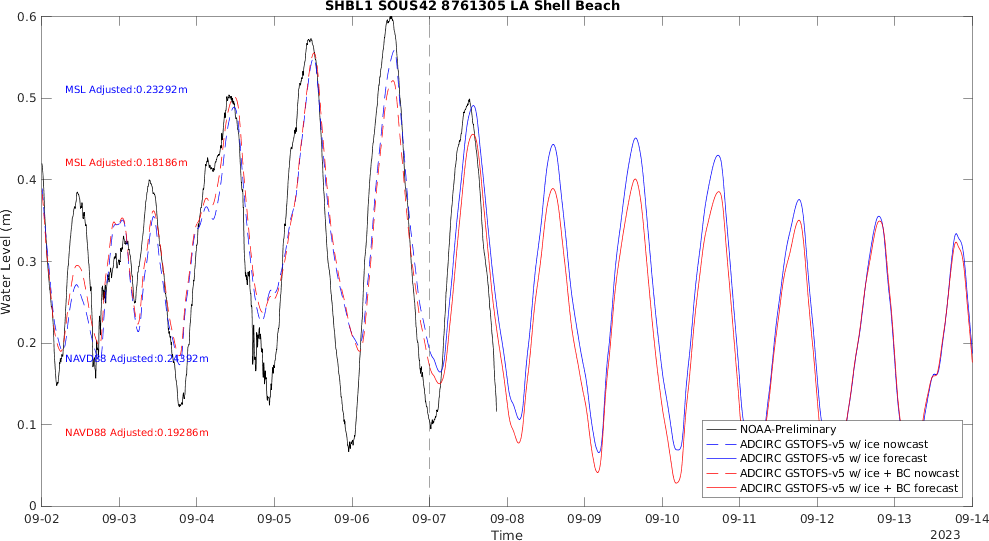 SHBL1 SOUS42 8761305 LA Shell Beach
0.6
0.5
0.4
0.3
0.2
0.1
0
Water Level (m)
MSL Adjusted:0.23292m
MSL Adjusted:0.18186m
NAVD88 Adjusted:0.24392m
NAVD88 Adjusted:0.19286m
NOAA-Preliminary
ADCIRC GSTOFS-v5 w/ ice nowcast
ADCIRC GSTOFS-v5 w/ ice forecast
ADCIRC GSTOFS-v5 w/ ice + BC nowcast
ADCIRC GSTOFS-v5 w/ ice + BC forecast
09-02 09-03 09-04 09-05 09-06 09-07 09-08 09-09 09-10 09-11 09-12 09-13 09-14
Time
2023